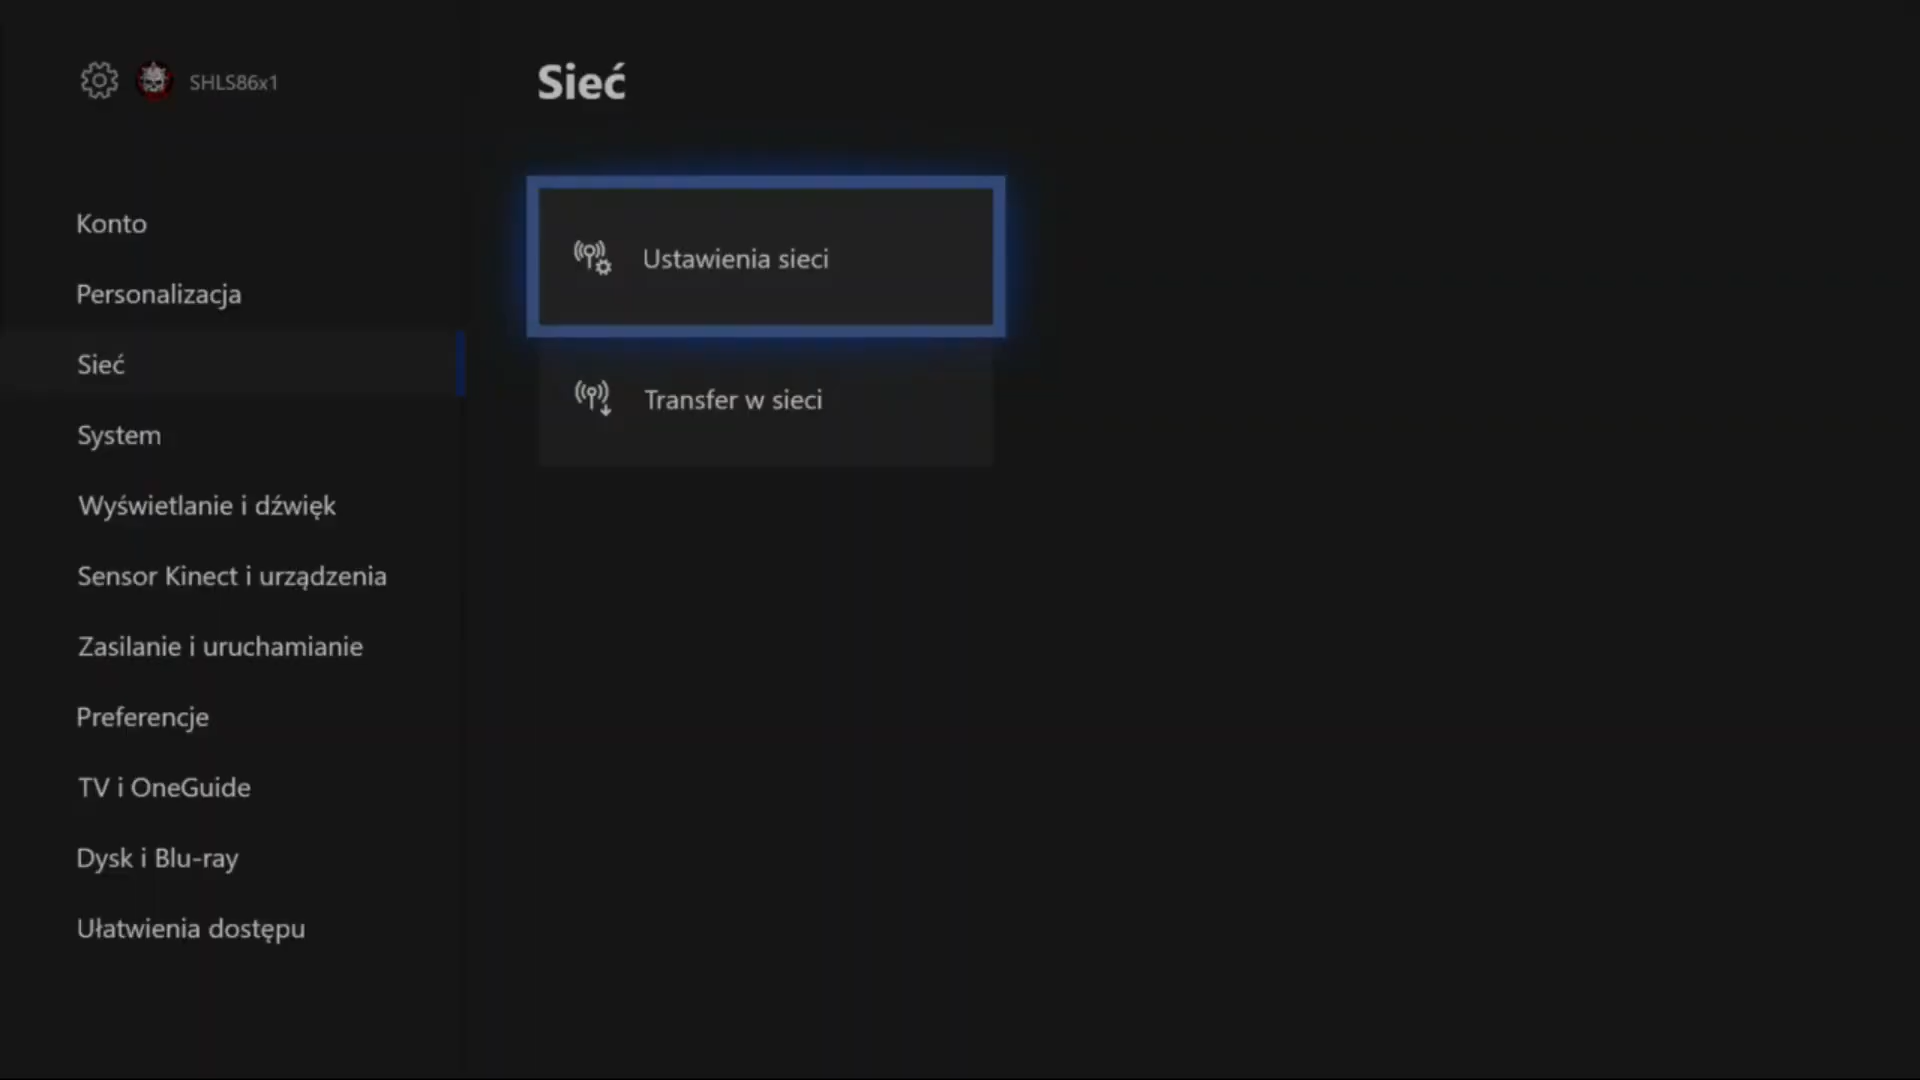 SHLS86x1
Konto
Personalizacja
Sieć
System
Wyświetlanie i dźwięk
Sensor Kinect i urządzenia
Zasilanie i uruchamianie
Preferencje
TV i OneGuide
Dysk i Blu-ray
Ułatwienia dostępu
Sieć
Ustawienia sieci
Transfer w sieci